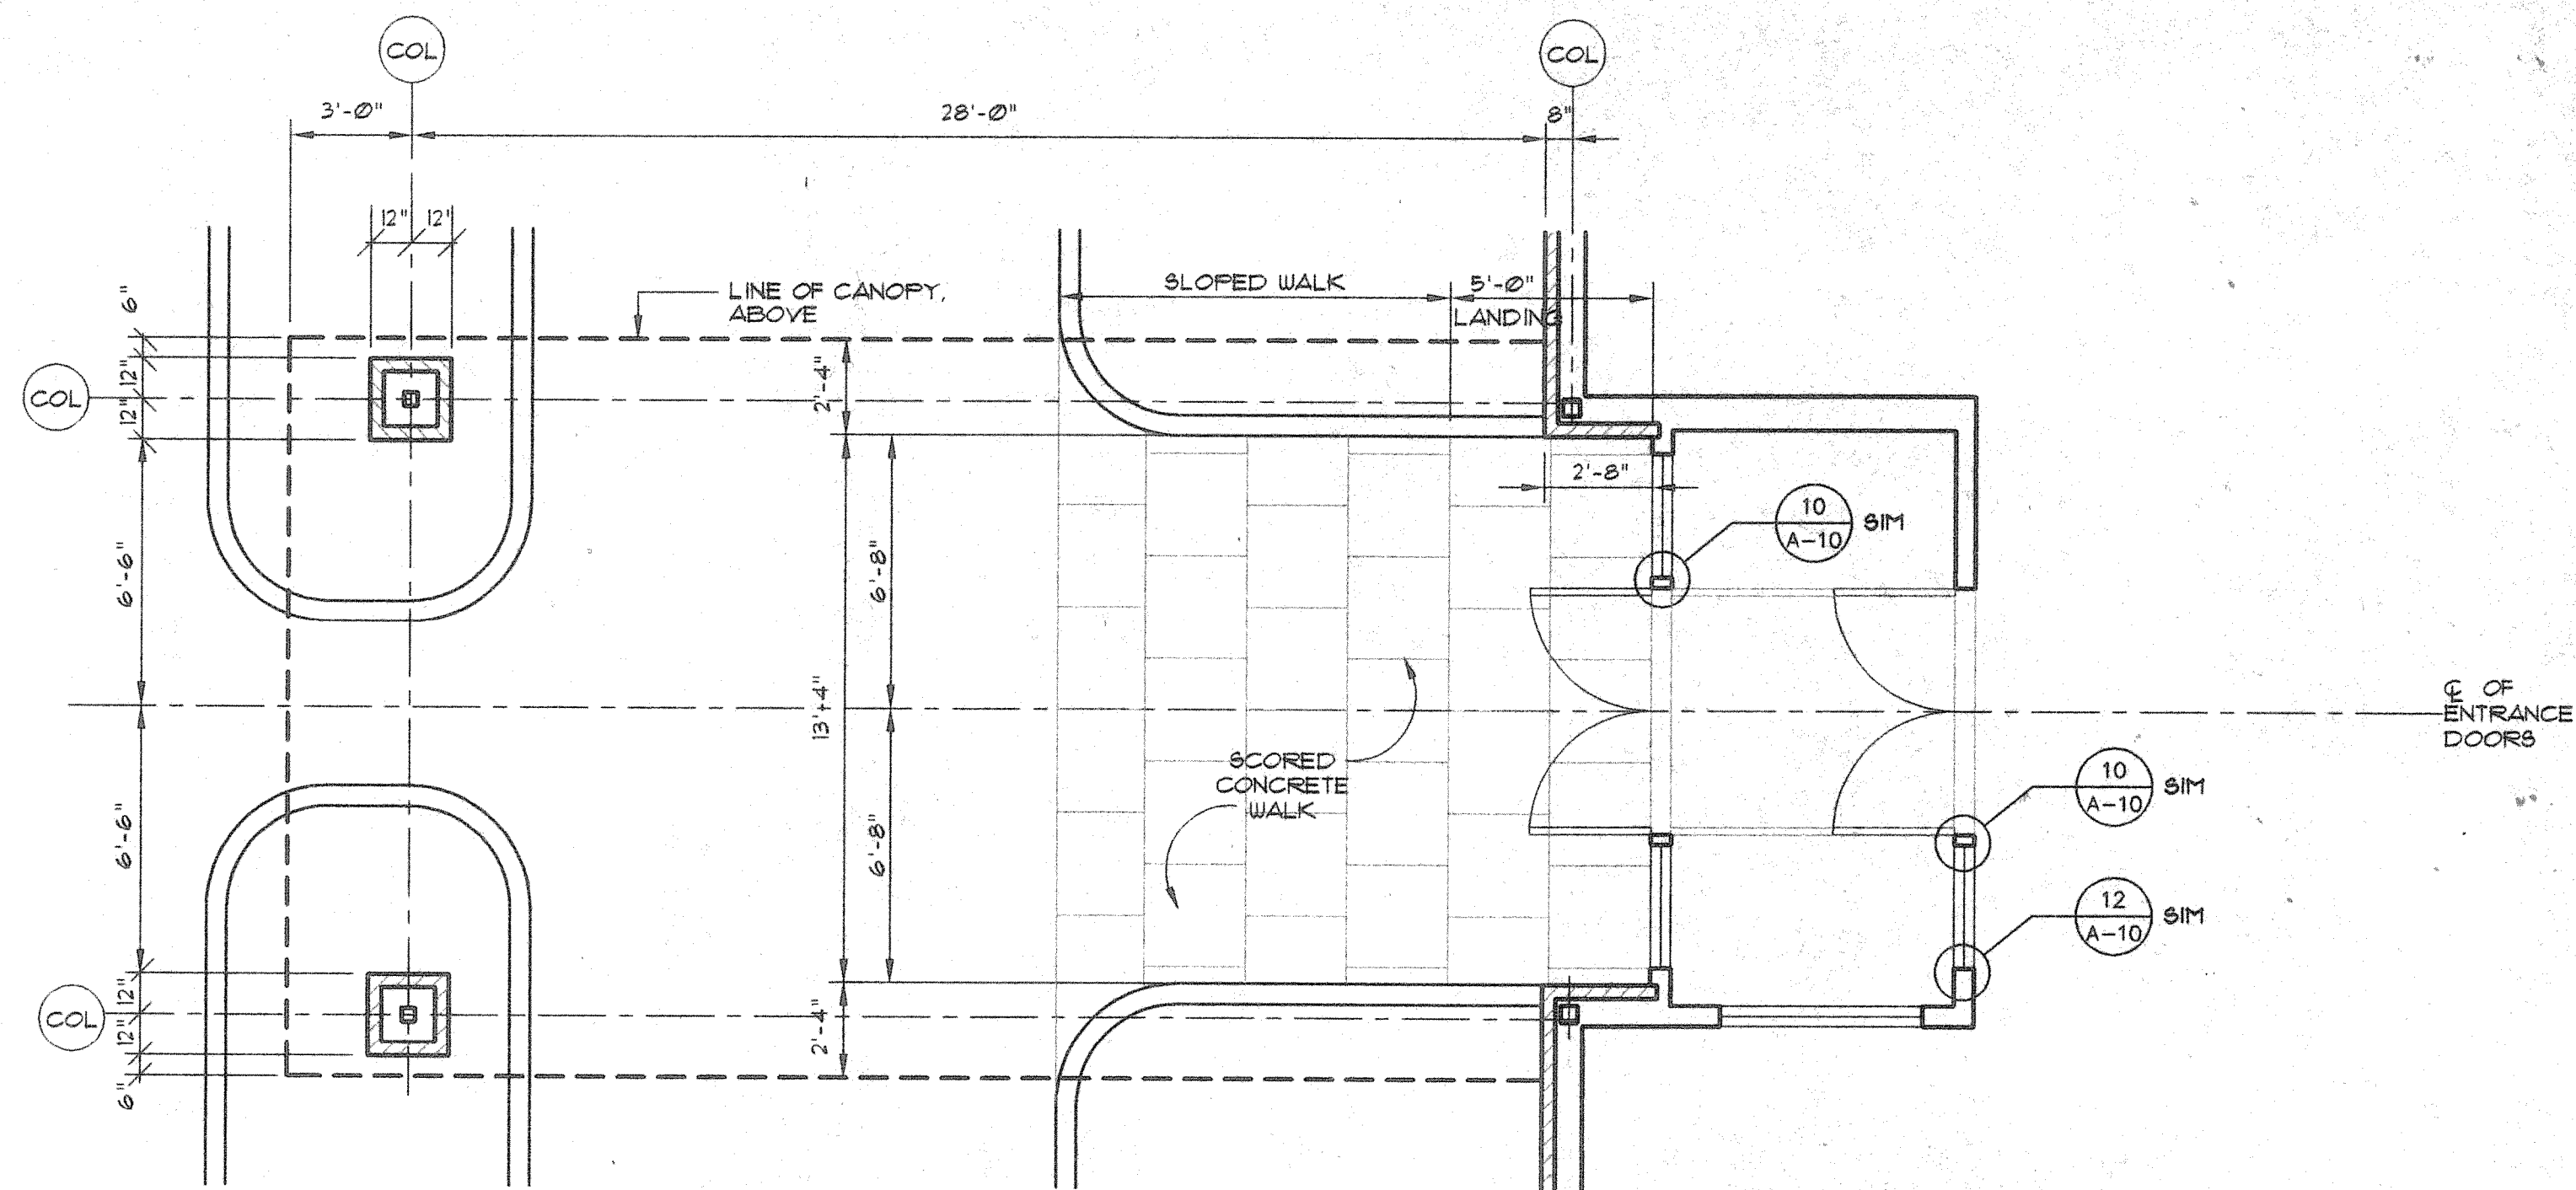 COL
COL
3'-0"
28'-0"
8"
12"
12'
LINE OF CANOPY,
ABOVE
SLOPED WALK
5'-0"
LANDING
6"
12"
12"
COL
2'-4"
2'-8"
10
A-10
SIM
6'-6"
6'-8"
13'-4"
℄ OF
ENTRANCE
DOORS
SCORED
CONCRETE
WALK
10
A-10
SIM
6'-6"
6'-8"
12
A-10
SIM
12"
12"
COL
2'-4"
6"